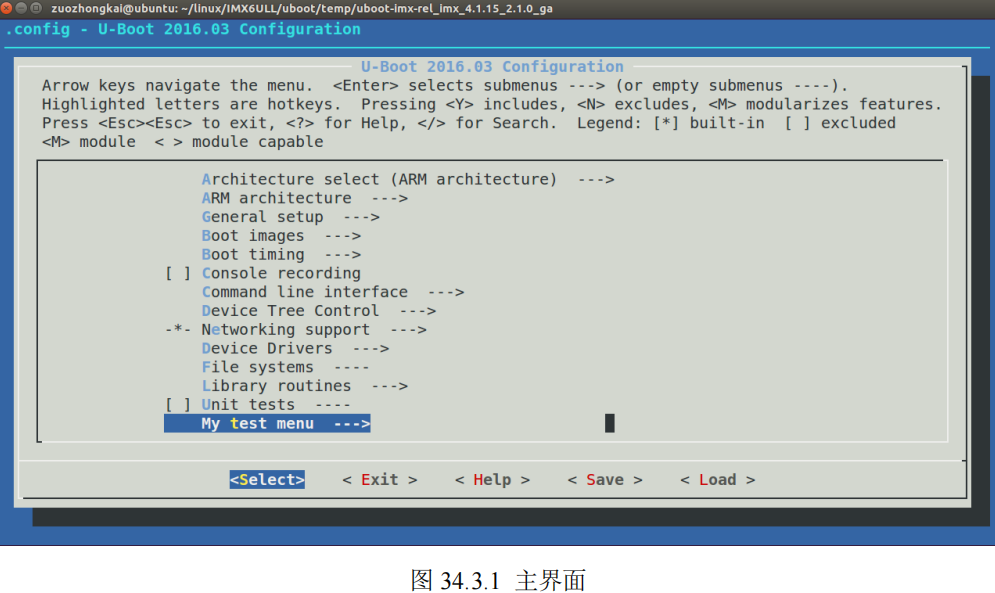 zuozhongkai@ubuntu: ~/linux/IMX6ULL/uboot/temp/uboot-imx-rel_imx_4.1.15_2.1.0_ga
.config - U-Boot 2016.03 Configuration
U-Boot 2016.03 Configuration
Arrow keys navigate the menu.  <Enter> selects submenus ---> (or empty submenus ----).
Highlighted letters are hotkeys.  Pressing <Y> includes, <N> excludes, <M> modularizes features.
Press <Esc><Esc> to exit, <?> for Help, </> for Search.  Legend: [*] built-in  [ ] excluded
<M> module  < > module capable
Architecture select (ARM architecture)  --->
ARM architecture  --->
General setup  --->
Boot images  --->
Boot timing  --->
[ ] Console recording
Command line interface  --->
Device Tree Control  --->
-*- Networking support  --->
Device Drivers  --->
File systems  ----
Library routines  --->
[ ] Unit tests  ----
My test menu  --->
<Select>    < Exit >    < Help >    < Save >    < Load >
图 34.3.1 主界面